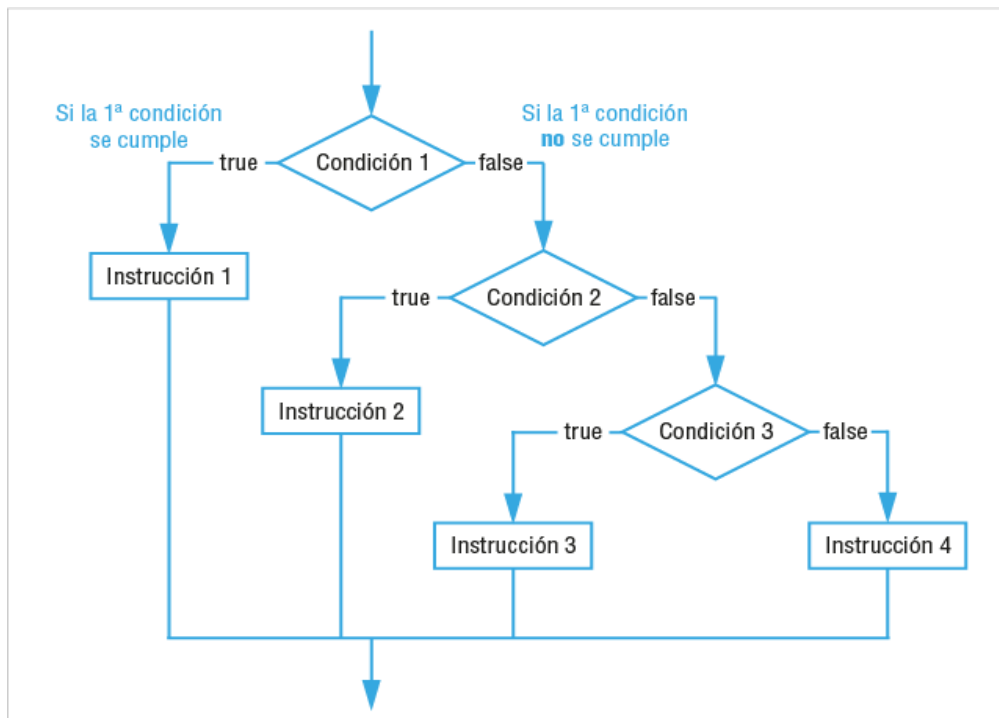 Si la 1ª condición
se cumple
Si la 1ª condición
no se cumple
true
Condición 1
false
Instrucción 1
true
Condición 2
false
Instrucción 2
true
Condición 3
false
Instrucción 3
Instrucción 4